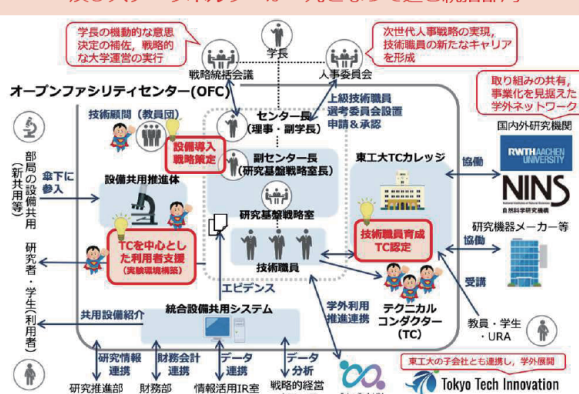 学長の機動的な意思
決定の補佐、戦略的
な大学運営の実行
学長
次世代人事戦略の実現,
技術職員の新たなキャリア
を形成
戦略統括会議
人事委員会
取り組みの共有,
事業化を見据えた
学外ネットワーク
オープンファシリティセンター(OFC)
技術顧問(教員団)
センター長
(理事・副学長)
上級技術職員
選考委員会設置
申請&承認
国内外研究機関
設備導入
戦略策定
部局の設備共用
(新共用等)
傘下に
参入
設備共用推進体
副センター長
(研究基盤戦略室長)
東工大TCカレッジ
協働
RWTHAACHEN
UNIVERSITY
NINS
自然科学研究機構
研究基盤戦略室
技術職員育成
TC認定
研究機器メーカー等
TCを中心とし
た利用者支援
(実験環境構築)
技術職員
協働
研究者・学生(利用者)
エビデンス
受講
共用設備紹介
統合設備共用システム
学外利用
推進連携
テクニカル
コンダクター
(TC)
教員・学生
・URA
研究情報
連携
財務会計
連携
データ
連携
データ
分析
東工大の子会社とも連携し,学外展開
研究推進部
財務部
情報活用IR室
戦略的経営
Tokyo Tech Innovation